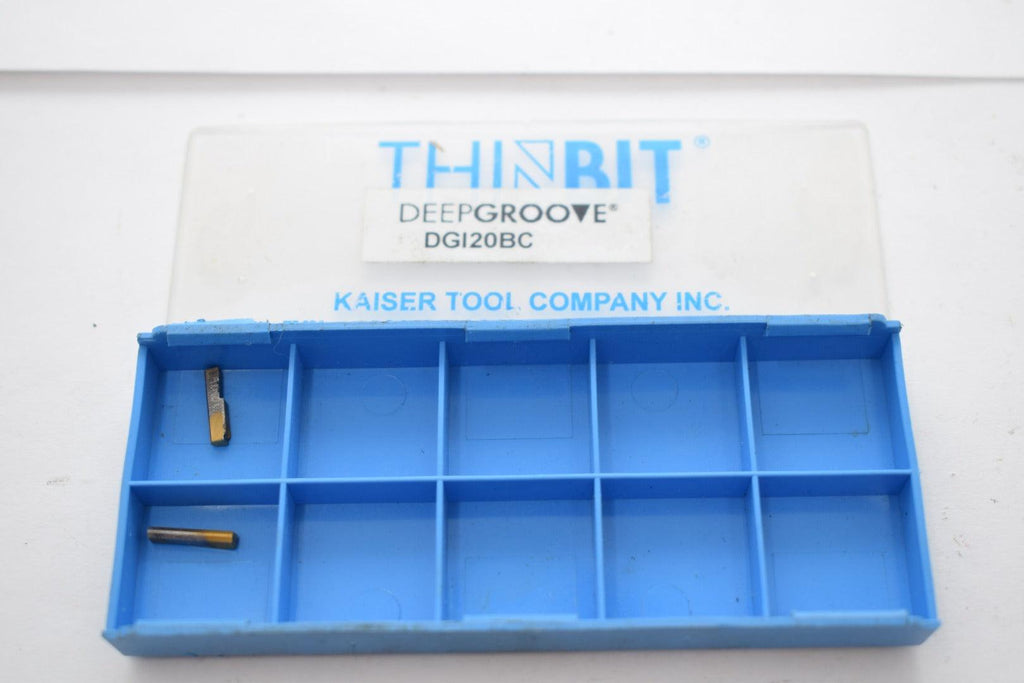 THINBIT®
DEEPGROOVE®
DGI20BC
KAISER TOOL COMPANY INC.